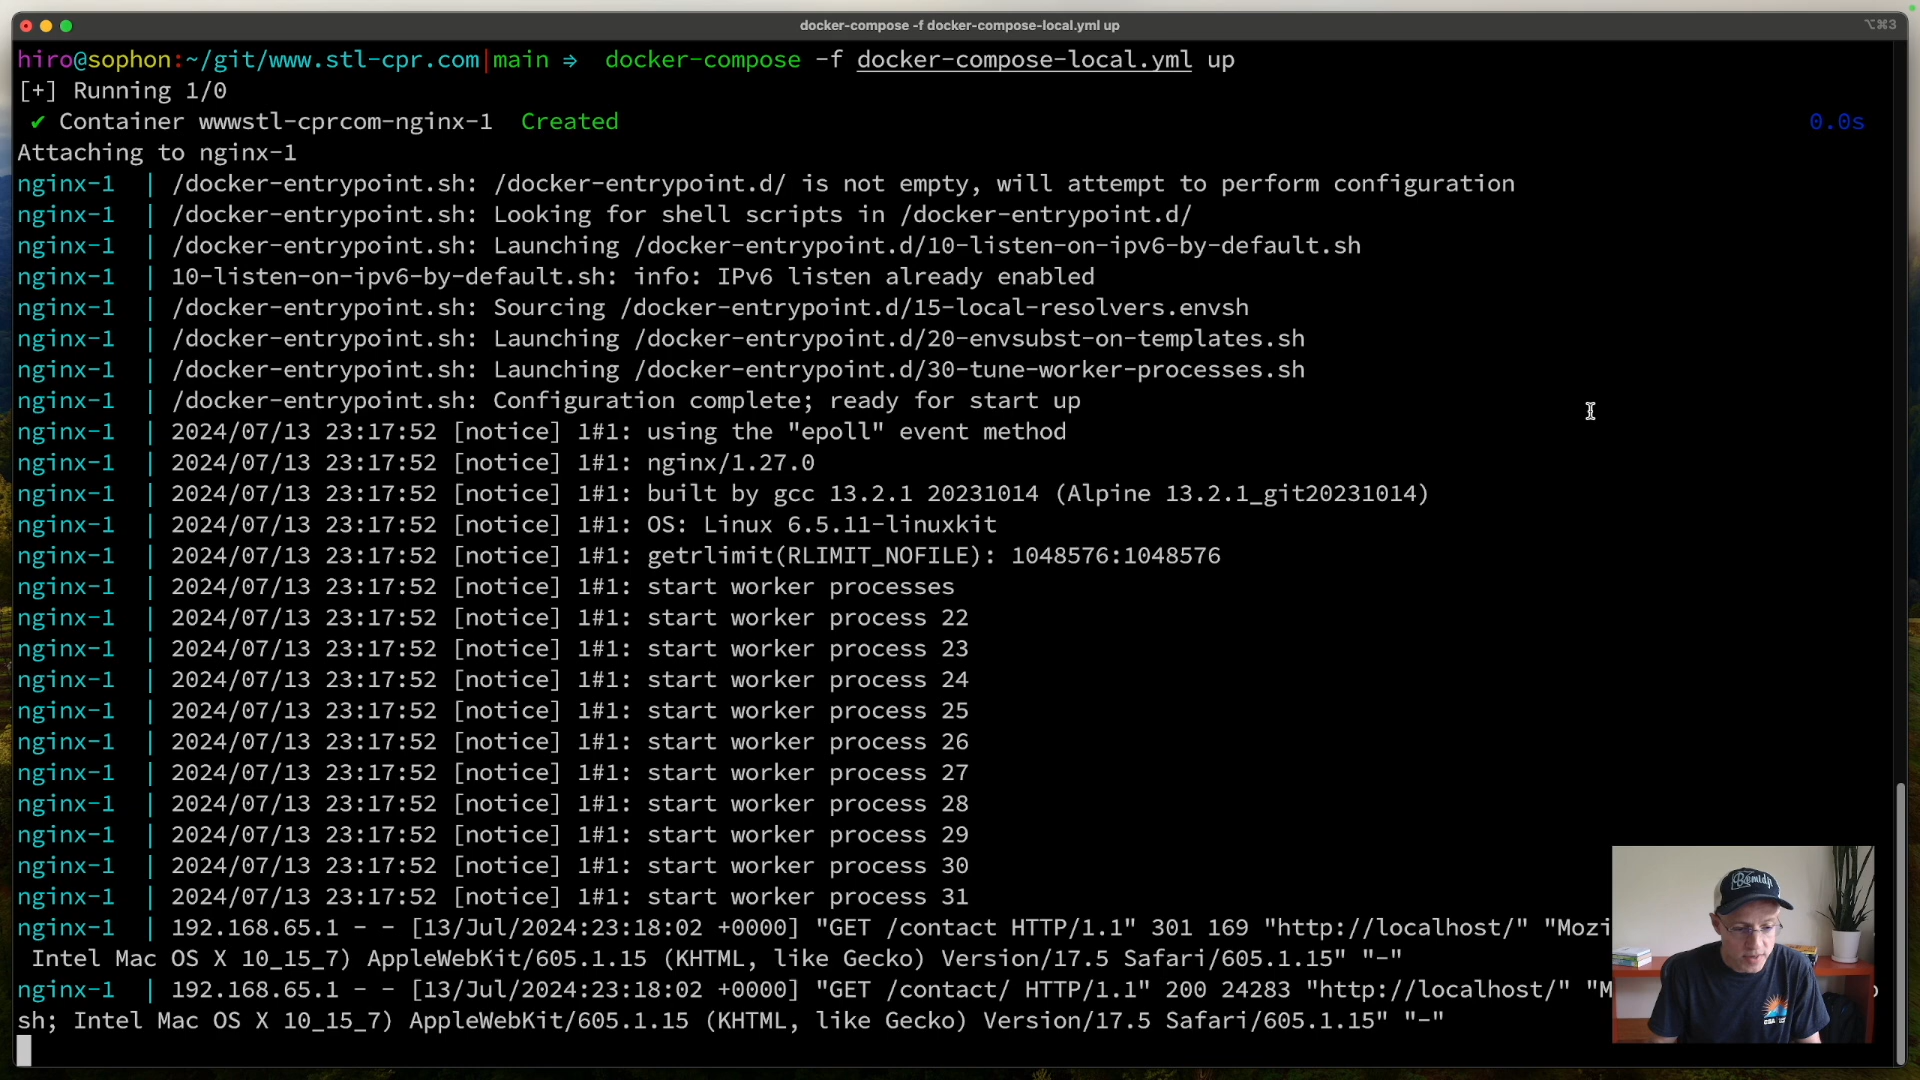 docker-compose -f docker-compose-local.yml up
⌥⌘3
hiro@sophon:~/git/www.stl-cpr.com|main ⇒  docker-compose -f docker-compose-local.yml up
[+] Running 1/0
✔ Container wwwstl-cprcom-nginx-1  Created 0.0s
Attaching to nginx-1
nginx-1  | /docker-entrypoint.sh: /docker-entrypoint.d/ is not empty, will attempt to perform configuration
nginx-1  | /docker-entrypoint.sh: Looking for shell scripts in /docker-entrypoint.d/
nginx-1  | /docker-entrypoint.sh: Launching /docker-entrypoint.d/10-listen-on-ipv6-by-default.sh
nginx-1  | 10-listen-on-ipv6-by-default.sh: info: IPv6 listen already enabled
nginx-1  | /docker-entrypoint.sh: Sourcing /docker-entrypoint.d/15-local-resolvers.envsh
nginx-1  | /docker-entrypoint.sh: Launching /docker-entrypoint.d/20-envsubst-on-templates.sh
nginx-1  | /docker-entrypoint.sh: Launching /docker-entrypoint.d/30-tune-worker-processes.sh
nginx-1  | /docker-entrypoint.sh: Configuration complete; ready for start up
nginx-1  | 2024/07/13 23:17:52 [notice] 1#1: using the "epoll" event method
nginx-1  | 2024/07/13 23:17:52 [notice] 1#1: nginx/1.27.0
nginx-1  | 2024/07/13 23:17:52 [notice] 1#1: built by gcc 13.2.1 20231014 (Alpine 13.2.1_git20231014)
nginx-1  | 2024/07/13 23:17:52 [notice] 1#1: OS: Linux 6.5.11-linuxkit
nginx-1  | 2024/07/13 23:17:52 [notice] 1#1: getrlimit(RLIMIT_NOFILE): 1048576:1048576
nginx-1  | 2024/07/13 23:17:52 [notice] 1#1: start worker processes
nginx-1  | 2024/07/13 23:17:52 [notice] 1#1: start worker process 22
nginx-1  | 2024/07/13 23:17:52 [notice] 1#1: start worker process 23
nginx-1  | 2024/07/13 23:17:52 [notice] 1#1: start worker process 24
nginx-1  | 2024/07/13 23:17:52 [notice] 1#1: start worker process 25
nginx-1  | 2024/07/13 23:17:52 [notice] 1#1: start worker process 26
nginx-1  | 2024/07/13 23:17:52 [notice] 1#1: start worker process 27
nginx-1  | 2024/07/13 23:17:52 [notice] 1#1: start worker process 28
nginx-1  | 2024/07/13 23:17:52 [notice] 1#1: start worker process 29
nginx-1  | 2024/07/13 23:17:52 [notice] 1#1: start worker process 30
nginx-1  | 2024/07/13 23:17:52 [notice] 1#1: start worker process 31
nginx-1  | 192.168.65.1 - - [13/Jul/2024:23:18:02 +0000] "GET /contact HTTP/1.1" 301 169 "http://localhost/" "Mozi
Intel Mac OS X 10_15_7) AppleWebKit/605.1.15 (KHTML, like Gecko) Version/17.5 Safari/605.1.15" "-"
nginx-1  | 192.168.65.1 - - [13/Jul/2024:23:18:02 +0000] "GET /contact/ HTTP/1.1" 200 24283 "http://localhost/" "M
sh; Intel Mac OS X 10_15_7) AppleWebKit/605.1.15 (KHTML, like Gecko) Version/17.5 Safari/605.1.15" "-"
Bemidji